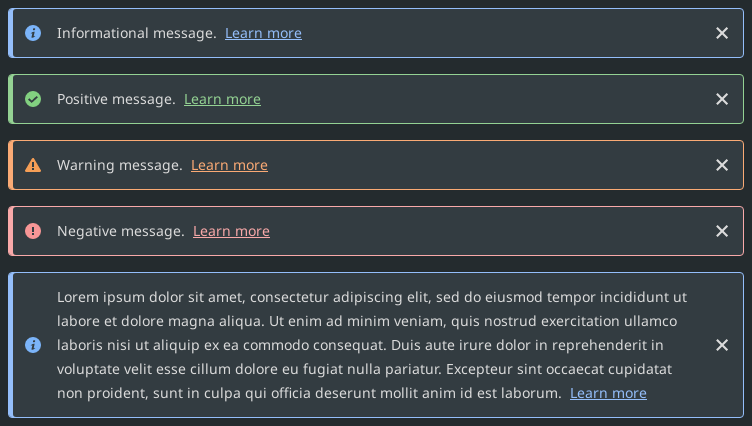 Informational message. Learn more
Positive message. Learn more
Warning message. Learn more
Negative message. Learn more
Lorem ipsum dolor sit amet, consectetur adipiscing elit, sed do eiusmod tempor incididunt ut
labore et dolore magna aliqua. Ut enim ad minim veniam, quis nostrud exercitation ullamco
laboris nisi ut aliquip ex ea commodo consequat. Duis aute irure dolor in reprehenderit in
voluptate velit esse cillum dolore eu fugiat nulla pariatur. Excepteur sint occaecat cupidatat
non proident, sunt in culpa qui officia deserunt mollit anim id est laborum. Learn more